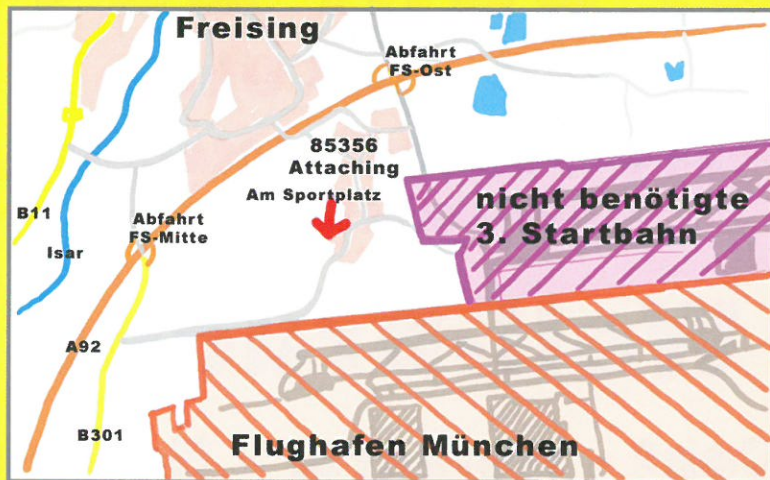 Freising
Abfahrt
FS-Ost
85356
Attaching
Am Sportplatz
nicht benötigte
3. Startbahn
B11
Abfahrt
FS-Mitte
Isar
A92
B301
Flughafen München